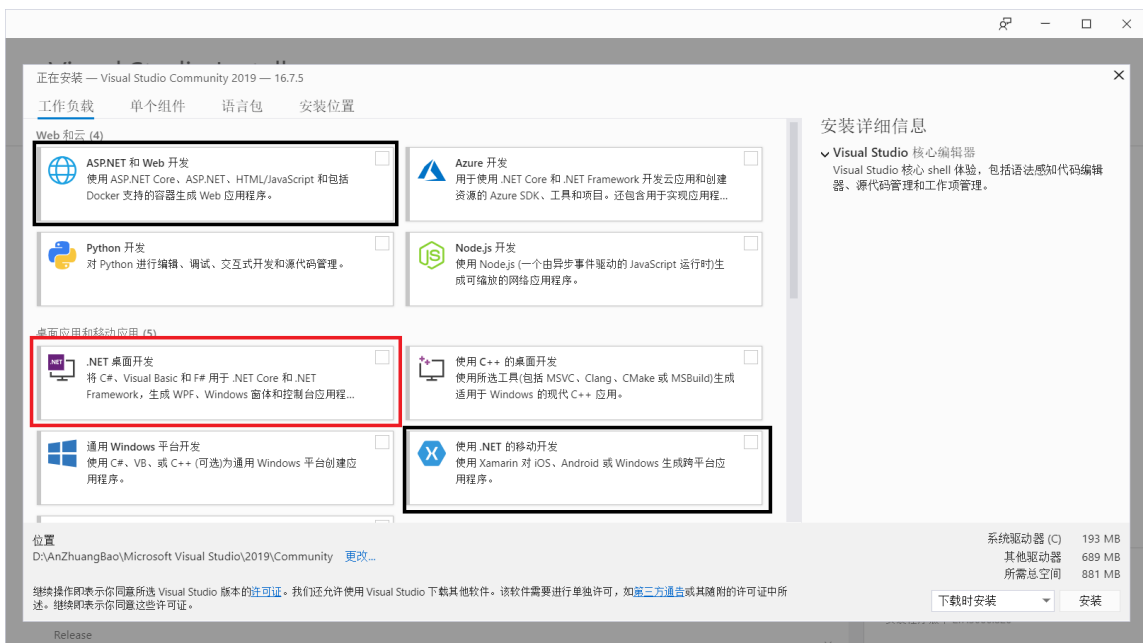 正在安装 — Visual Studio Community 2019 — 16.7.5
工作负载 单个组件 语言包 安装位置
Web 和云 (4)
ASP.NET 和 Web 开发
使用 ASP.NET Core、ASP.NET、HTML/JavaScript 和包括
Docker 支持的容器生成 Web 应用程序。
Azure 开发
用于使用 .NET Core 和 .NET Framework 开发云应用和创建
资源的 Azure SDK、工具和项目。还包含用于实现应用程...
Python 开发
对 Python 进行编辑、调试、交互式开发和源代码管理。
Node.js 开发
使用 Node.js (一个由异步事件驱动的 JavaScript 运行时)生
成可缩放的网络应用程序。
桌面应用和移动应用 (5)
.NET 桌面开发
将 C#、Visual Basic 和 F# 用于 .NET Core 和 .NET
Framework，生成 WPF、Windows 窗体和控制台应用程...
使用 C++ 的桌面开发
使用所选工具(包括 MSVC、Clang、CMake 或 MSBuild)生成
适用于 Windows 的现代 C++ 应用。
通用 Windows 平台开发
使用 C#、VB、或 C++ (可选)为通用 Windows 平台创建应
用程序。
使用 .NET 的移动开发
使用 Xamarin 对 iOS、Android 或 Windows 生成跨平台应
用程序。
安装详细信息
Visual Studio 核心编辑器
Visual Studio 核心 shell 体验，包括语法感知代码编辑
器、源代码管理和工作项管理。
位置
D:\AnZhuangBao\Microsoft Visual Studio\2019\Community 更改...
继续操作即表示你同意所选 Visual Studio 版本的许可证。我们还允许使用 Visual Studio 下载其他软件。该软件需要进行单独许可，如第三方通告或其随附的许可证中所
述。继续即表示你同意这些许可证。
系统驱动器 (C) 193 MB
其他驱动器 689 MB
所需总空间 881 MB
下载时安装 安装
Release